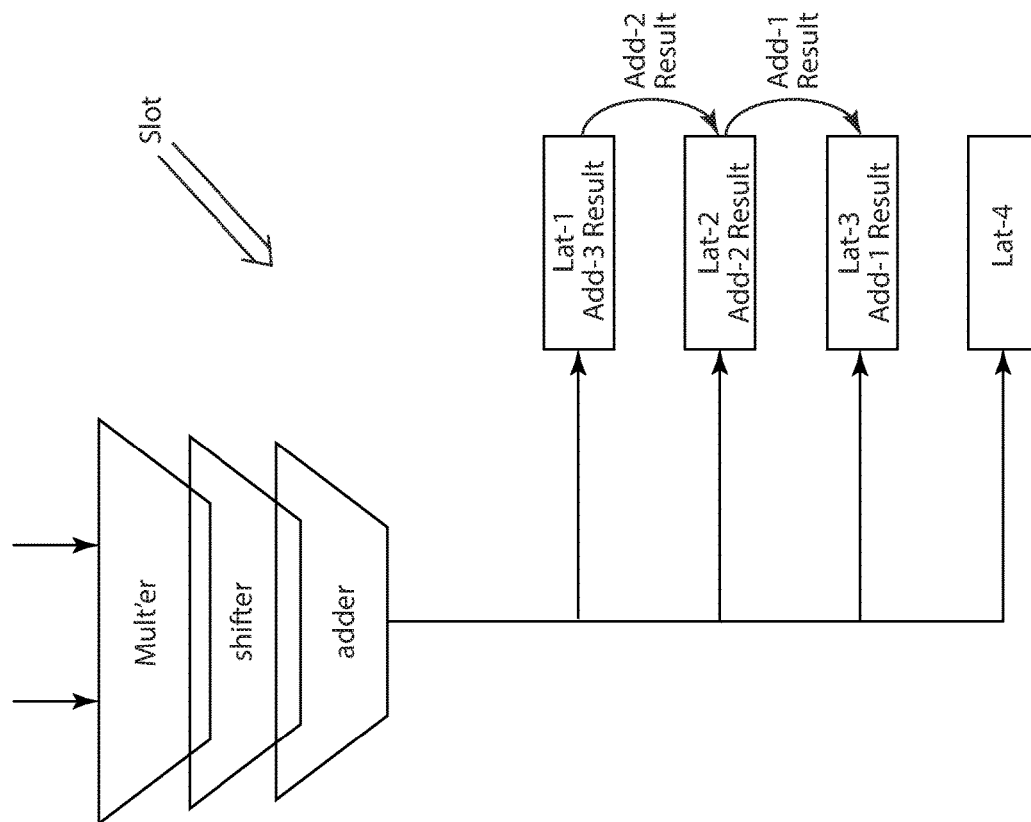 Slot
Mult'er
shifter
adder
Lat-1
Add-3 Result
Add-2
Result
Lat-2
Add-2 Result
Add-1
Result
Lat-3
Add-1 Result
Lat-4